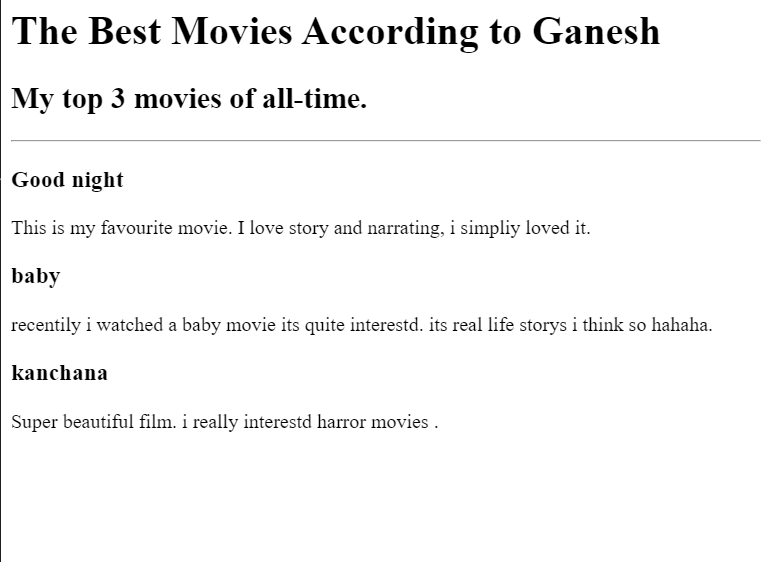 The Best Movies According to Ganesh
My top 3 movies of all-time.
Good night
This is my favourite movie. I love story and narrating, i simpliy loved it.
baby
recentily i watched a baby movie its quite interestd. its real life storys i think so hahaha.
kanchana
Super beautiful film. i really interestd harror movies .